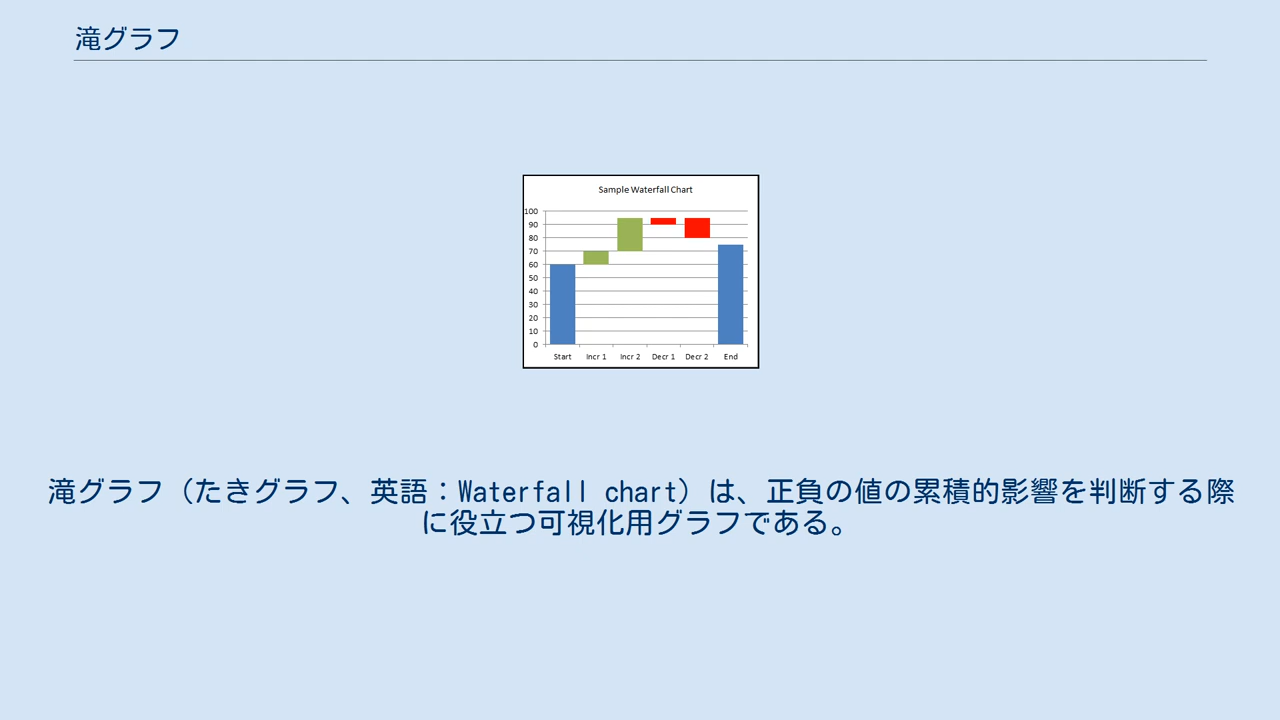 滝グラフ
Sample Waterfall Chart
100
90
80
70
60
50
40
30
20
10
0
Start Incr 1 Incr 2 Decr 1 Decr 2 End
滝グラフ（たきグラフ、英語：Waterfall chart）は、正負の値の累積的影響を判断する際
に役立つ可視化用グラフである。